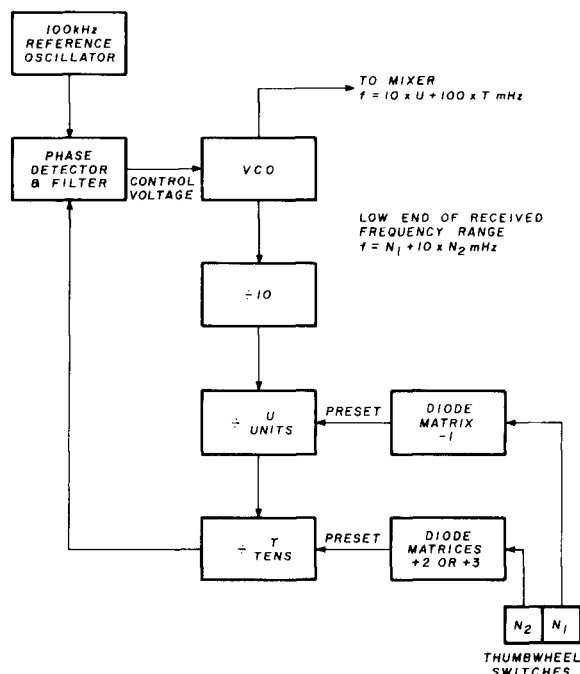 100kHz
REFERENCE
OSCILLATOR
TO MIXER
f = 10 x U + 100 x T mHz
PHASE
DETECTOR
& FILTER
CONTROL
VOLTAGE
VCO
LOW END OF RECEIVED
FREQUENCY RANGE
f = N₁ + 10 x N₂ mHz
÷10
÷ U
UNITS
PRESET
DIODE
MATRIX
-1
÷ T
TENS
PRESET
DIODE
MATRICES
+2 OR +3
N₂ N₁
THUMBWHEEL
SWITCHES